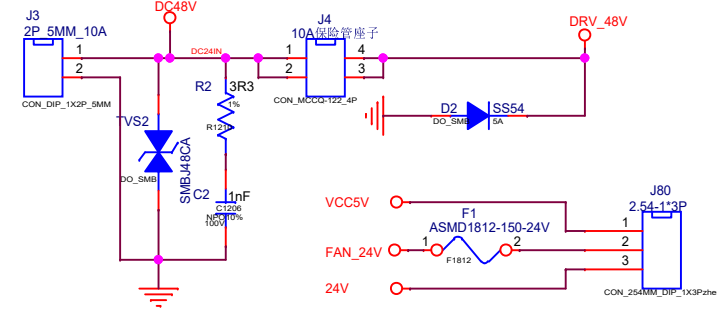 J3
2P_5MM_10A
1
2
CON_DIP_1X2P_5MM
DC48V
DC24IN
TVS2
DO_SMB
SMBJ48CA
R2
3R3
1%
R1210
C2
1nF
C1206
NPO10%
100V
J4
10A保险管座子
1
2
4
3
CON_MCCQ-122_4P
DRV_48V
D2
SS54
DO_SMB
5A
VCC5V
FAN_24V
24V
F1
ASMD1812-150-24V
1
2
F1812
J80
2.54-1*3P
1
2
3
CON_254MM_DIP_1X3Pzhe